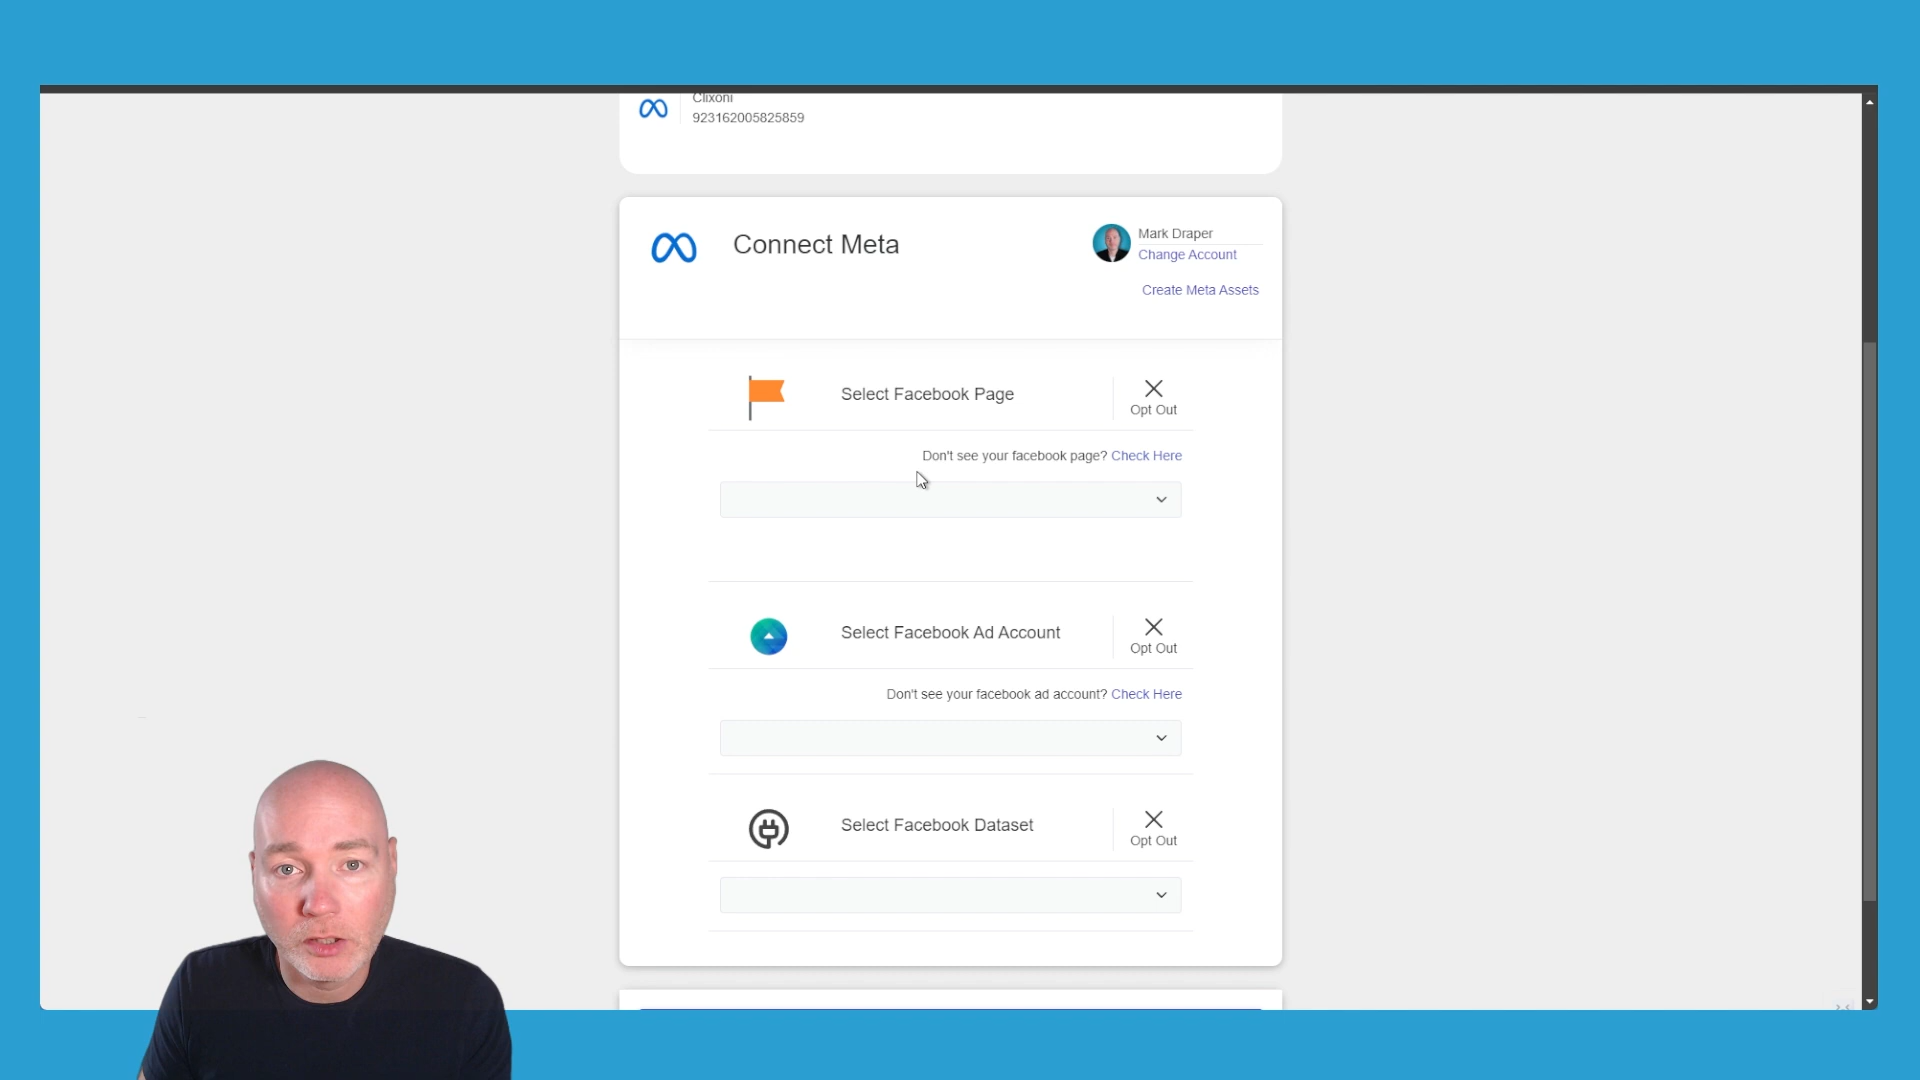 Clixoni
923162005825859
Connect Meta
Mark Draper
Change Account
Create Meta Assets
Select Facebook Page
Opt Out
Don't see your facebook page? Check Here
Select Facebook Ad Account
Opt Out
Don't see your facebook ad account? Check Here
Select Facebook Dataset
Opt Out